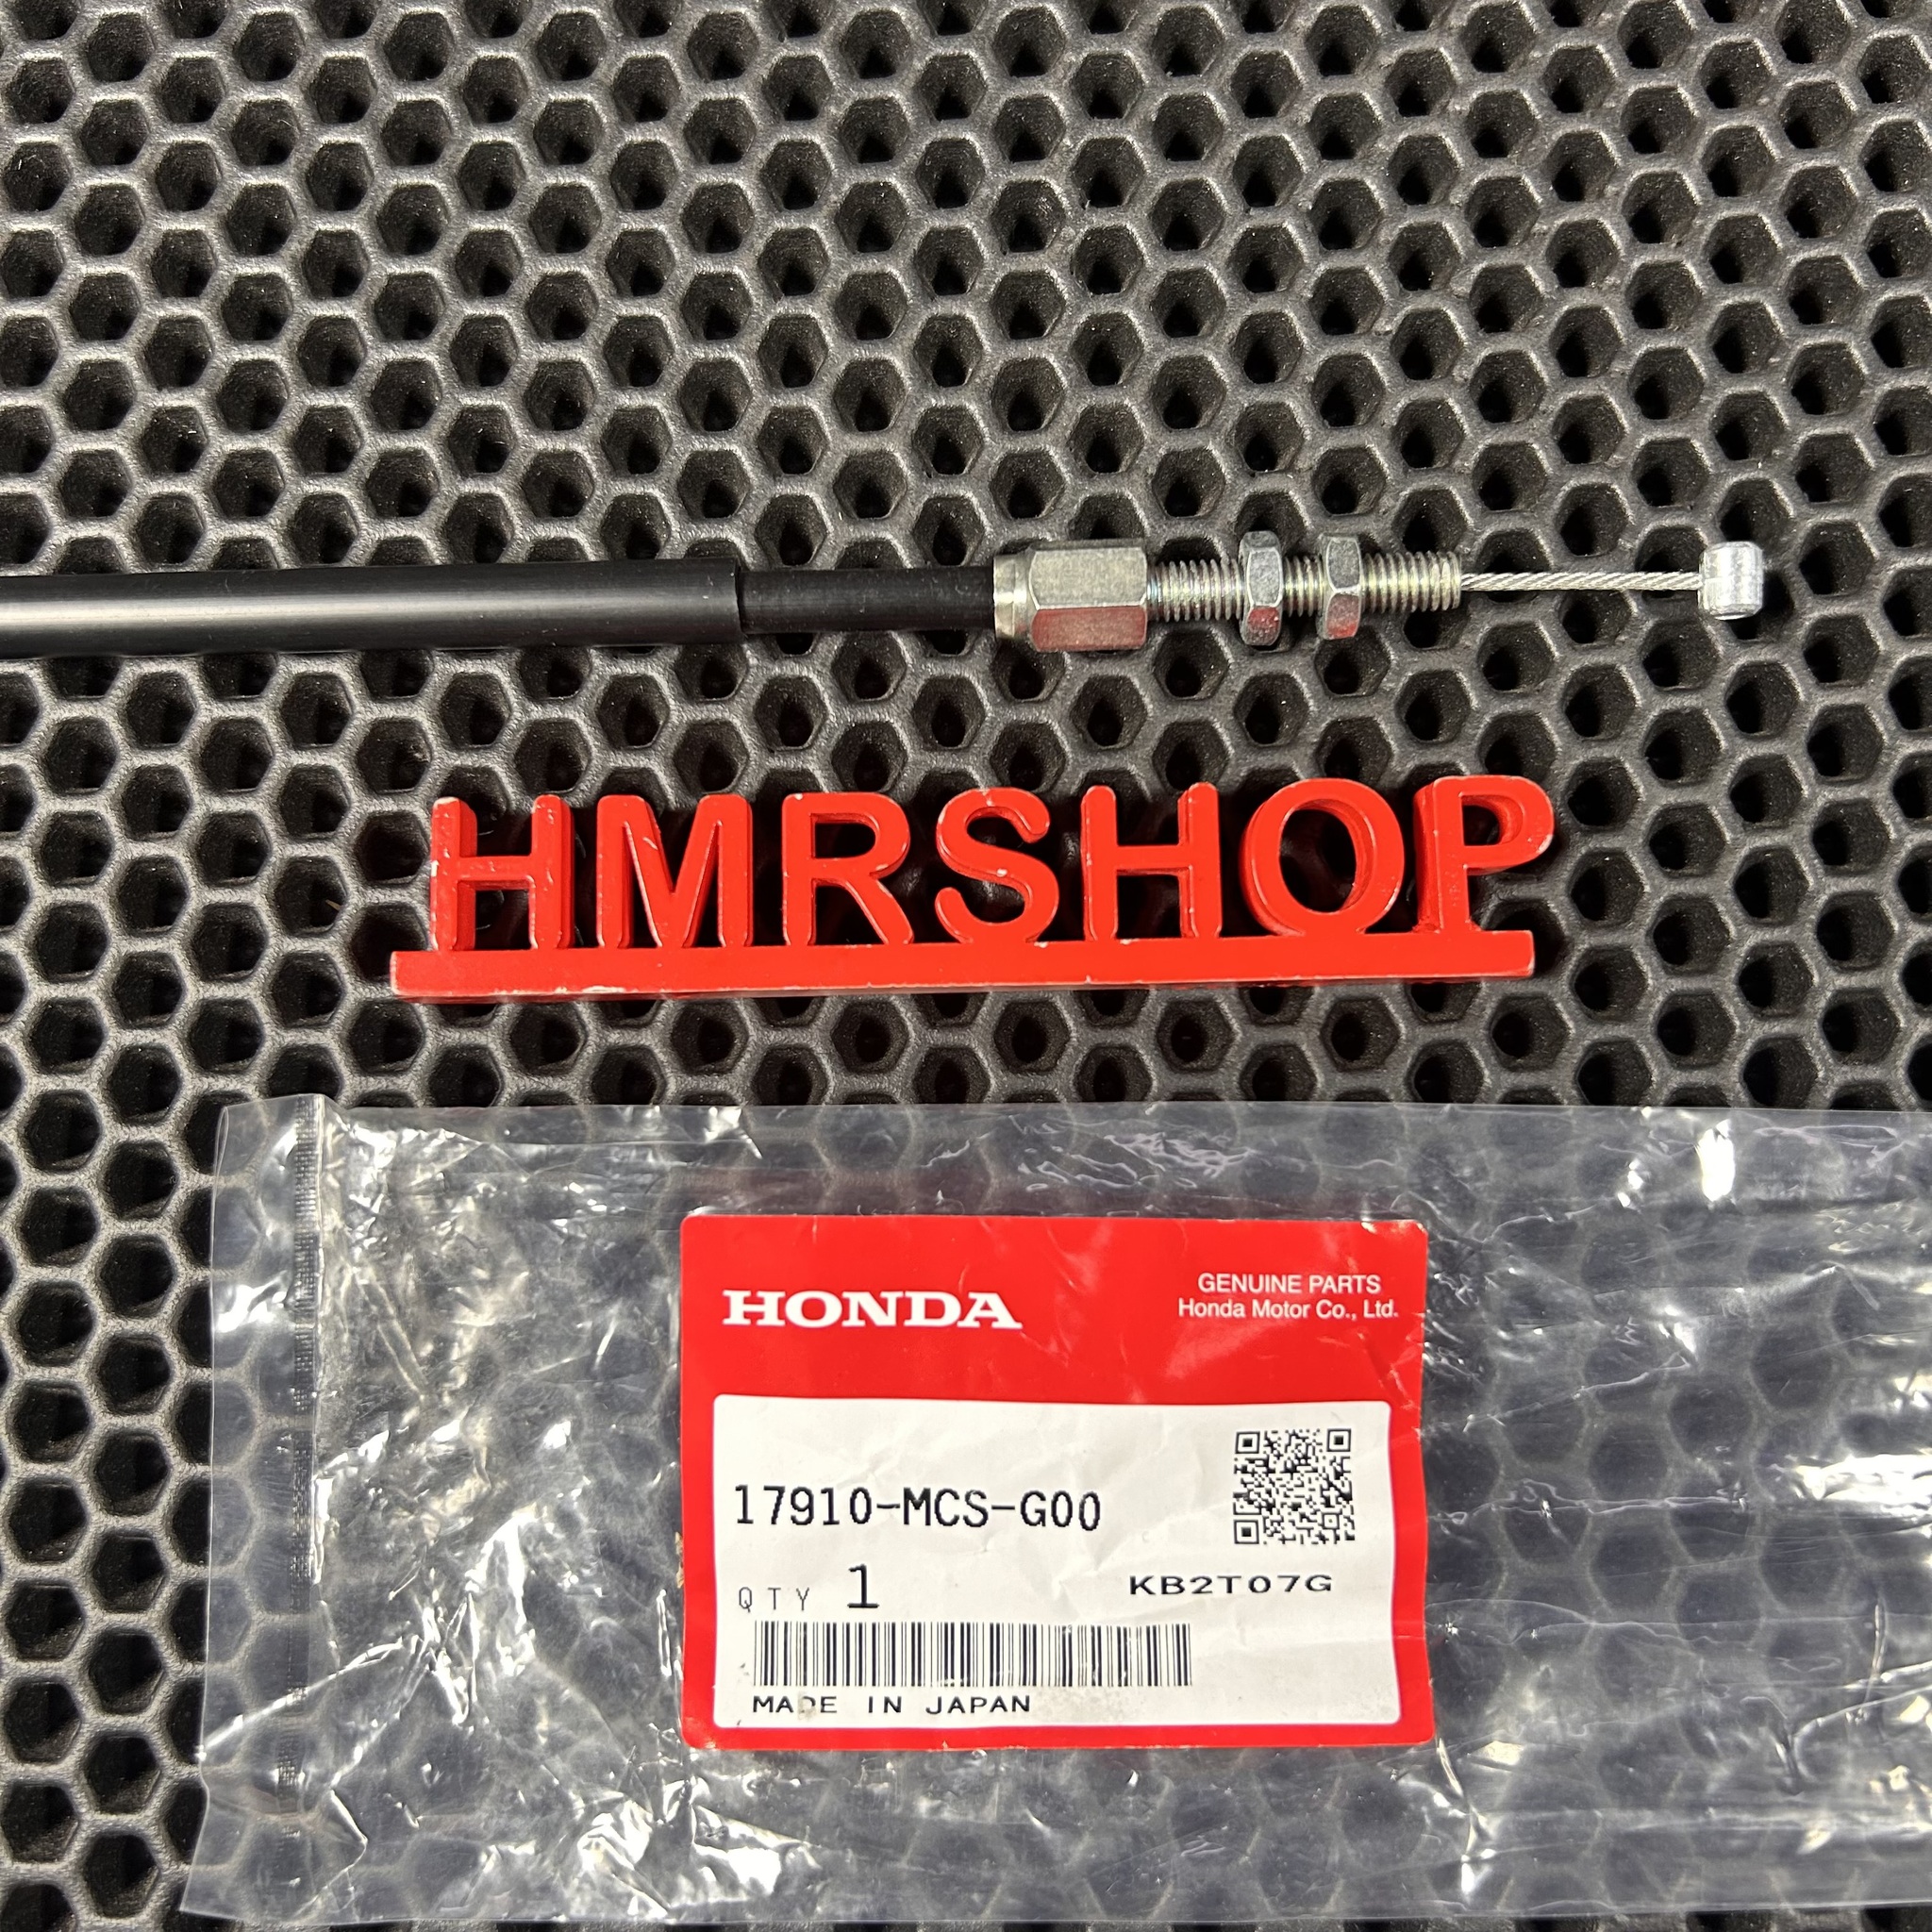 HMRSHOP
HONDA
GENUINE PARTS
Honda Motor Co., Ltd.
17910-MCS-G00
QTY 1
KB2T07G
MADE IN JAPAN